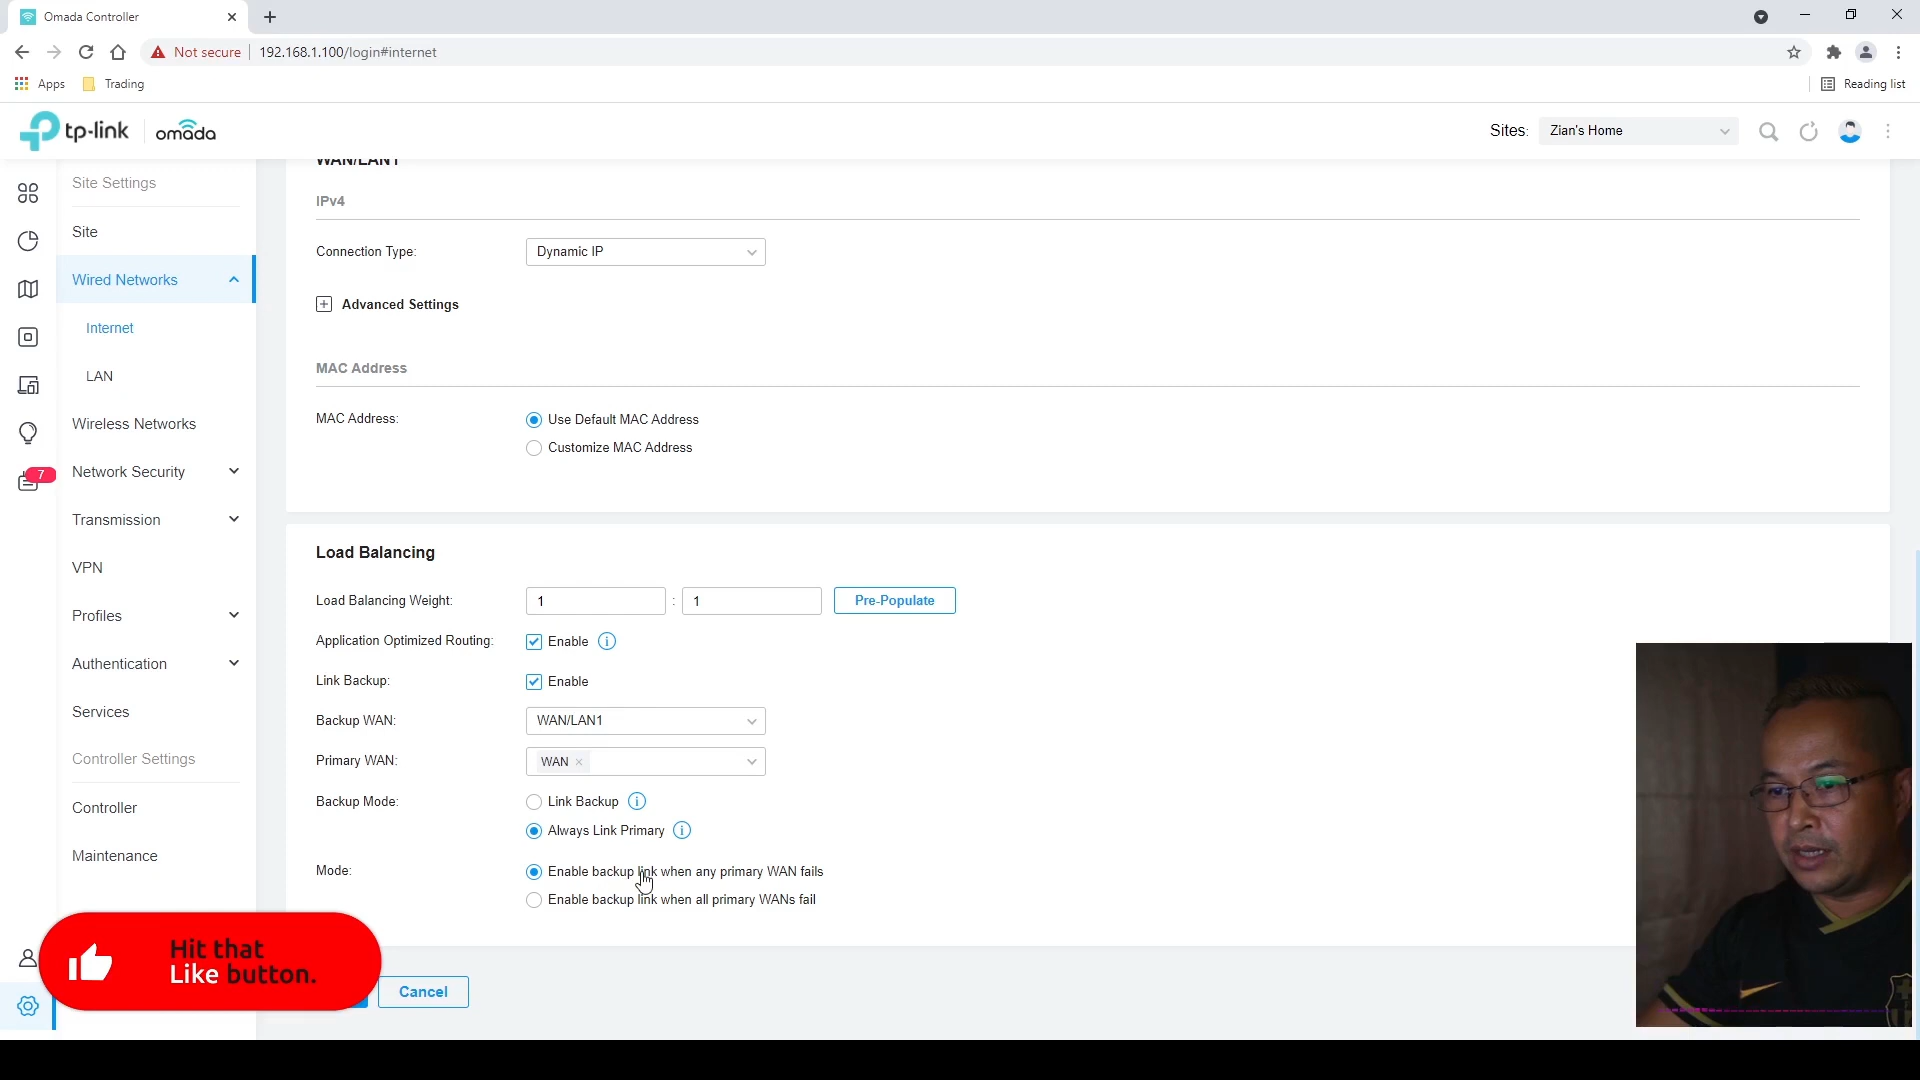 Omada Controller
Not secure
192.168.1.100/login#internet
Apps
Trading
Reading list
tp-link
omada
Sites:
Zian's Home
WAN/LAN1
Site Settings
IPv4
Site
Connection Type:
Dynamic IP
Wired Networks
Advanced Settings
Internet
MAC Address
LAN
MAC Address:
Use Default MAC Address
Wireless Networks
Customize MAC Address
Network Security
7
Transmission
Load Balancing
VPN
Load Balancing Weight:
1 : 1
Pre-Populate
Profiles
Application Optimized Routing:
Enable
Authentication
Link Backup:
Enable
Services
Backup WAN:
WAN/LAN1
Controller Settings
Primary WAN:
WAN
Controller
Backup Mode:
Link Backup
Always Link Primary
Maintenance
Mode:
Enable backup link when any primary WAN fails
Enable backup link when all primary WANs fail
Hit that
Like button.
Cancel